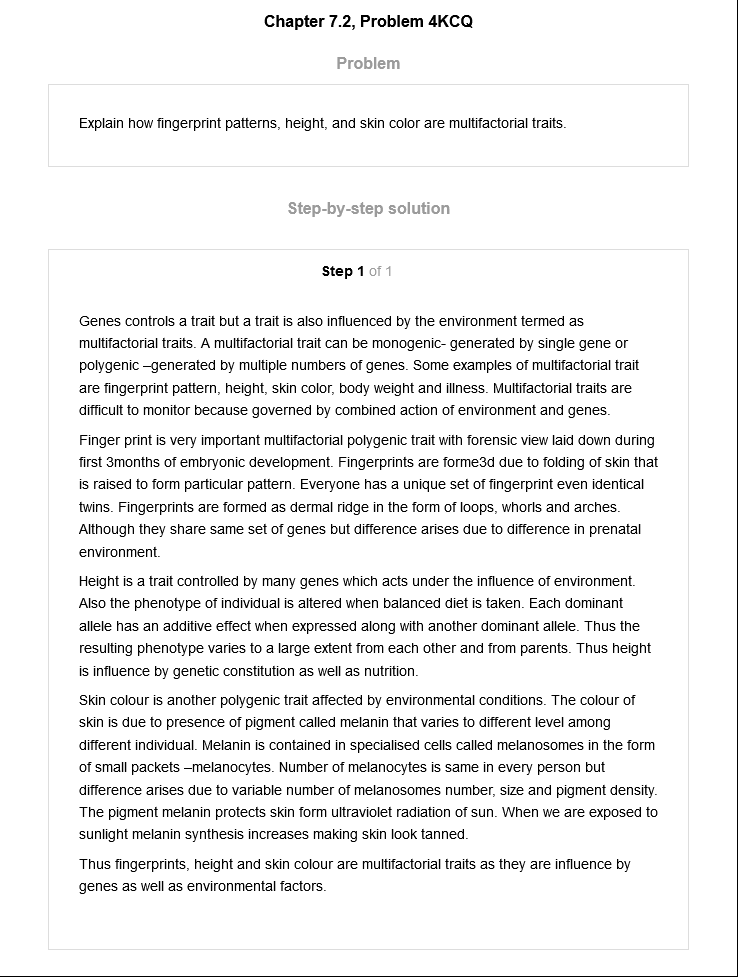 Chapter 7.2, Problem 4KCQ
Problem
Explain how fingerprint patterns, height, and skin color are multifactorial traits.
Step-by-step solution
Step 1 of 1
Genes controls a trait but a trait is also influenced by the environment termed as
multifactorial traits. A multifactorial trait can be monogenic- generated by single gene or
polygenic –generated by multiple numbers of genes. Some examples of multifactorial trait
are fingerprint pattern, height, skin color, body weight and illness. Multifactorial traits are
difficult to monitor because governed by combined action of environment and genes.
Finger print is very important multifactorial polygenic trait with forensic view laid down during
first 3months of embryonic development. Fingerprints are forme3d due to folding of skin that
is raised to form particular pattern. Everyone has a unique set of fingerprint even identical
twins. Fingerprints are formed as dermal ridge in the form of loops, whorls and arches.
Although they share same set of genes but difference arises due to difference in prenatal
environment.
Height is a trait controlled by many genes which acts under the influence of environment.
Also the phenotype of individual is altered when balanced diet is taken. Each dominant
allele has an additive effect when expressed along with another dominant allele. Thus the
resulting phenotype varies to a large extent from each other and from parents. Thus height
is influence by genetic constitution as well as nutrition.
Skin colour is another polygenic trait affected by environmental conditions. The colour of
skin is due to presence of pigment called melanin that varies to different level among
different individual. Melanin is contained in specialised cells called melanosomes in the form
of small packets –melanocytes. Number of melanocytes is same in every person but
difference arises due to variable number of melanosomes number, size and pigment density.
The pigment melanin protects skin form ultraviolet radiation of sun. When we are exposed to
sunlight melanin synthesis increases making skin look tanned.
Thus fingerprints, height and skin colour are multifactorial traits as they are influence by
genes as well as environmental factors.